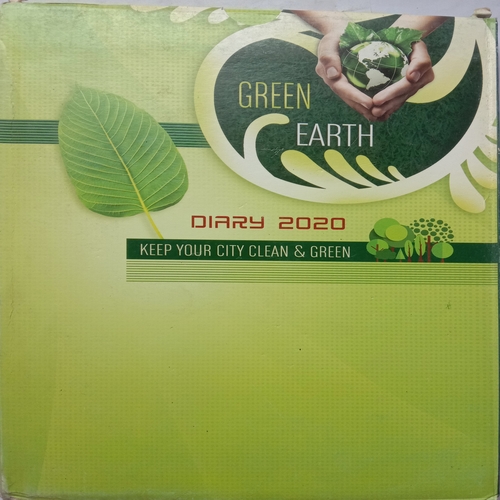 GREEN
EARTH
DIARY 2020
KEEP YOUR CITY CLEAN & GREEN